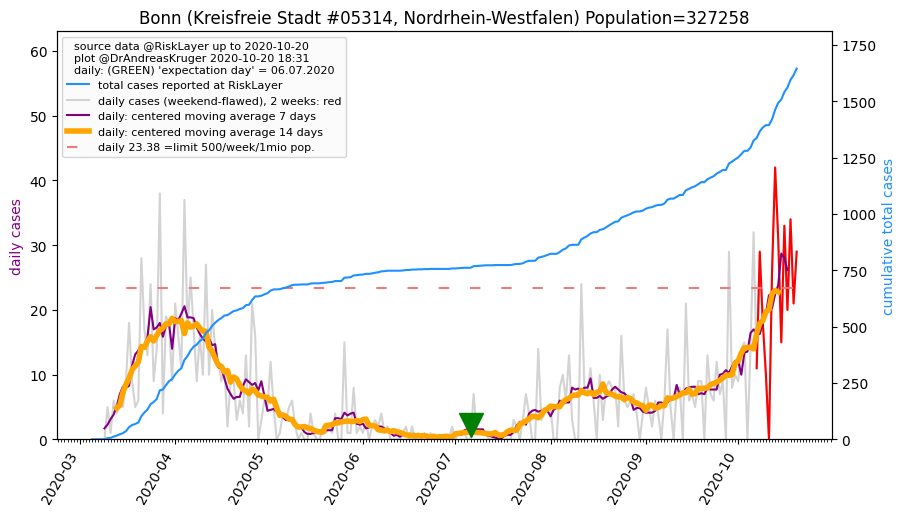 Bonn (Kreisfreie Stadt #05314, Nordrhein-Westfalen) Population=327258
source data @RiskLayer up to 2020-10-20
plot @DrAndreasKruger 2020-10-20 18:31
daily: (GREEN) 'expectation day' = 06.07.2020
total cases reported at RiskLayer
daily cases (weekend-flawed), 2 weeks: red
daily: centered moving average 7 days
daily: centered moving average 14 days
daily 23.38 =limit 500/week/1mio pop.
daily cases
60
50
40
30
20
10
0
cumulative total cases
1750
1500
1250
1000
750
500
250
0
2020-03
2020-04
2020-05
2020-06
2020-07
2020-08
2020-09
2020-10